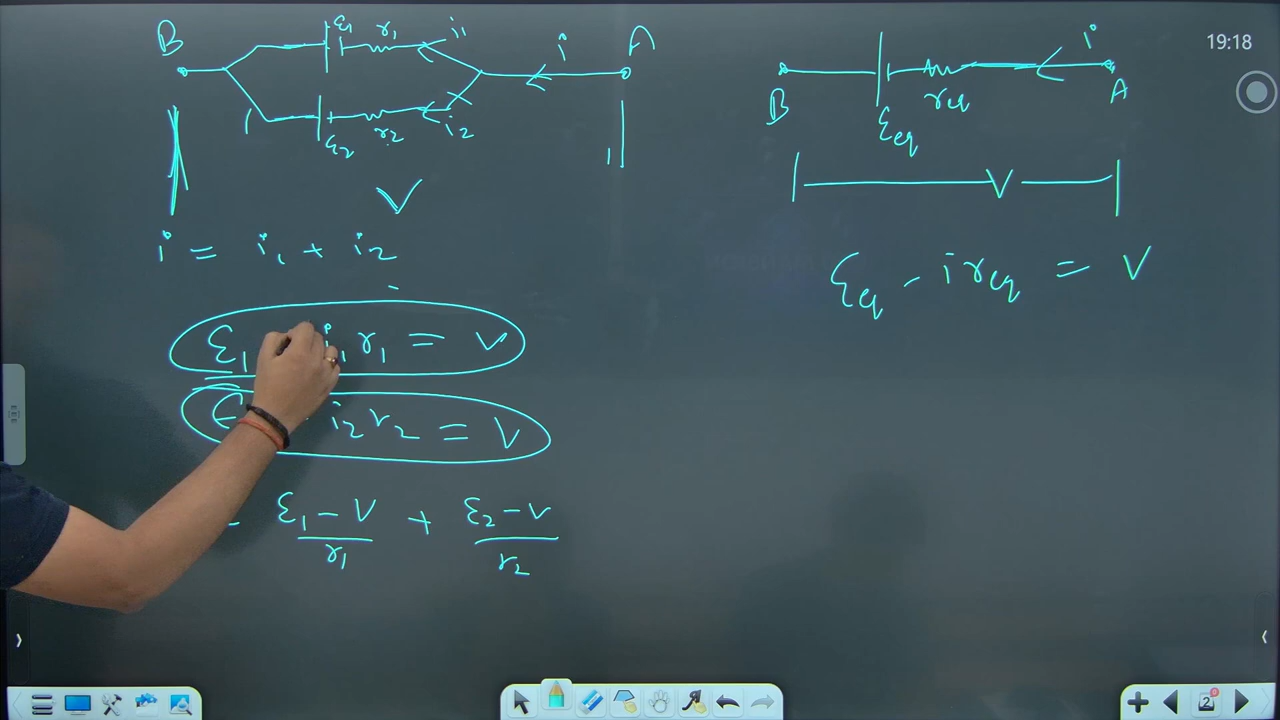 B ε1 r1 i1 i A
ε2 r2 i2
V
i = i1 + i2
ε1 i1 r1 = V
i2 r2 = V
- ε1 - V / r1 + ε2 - V / r2
i
B εeq req A
V
εeq - i req = V
19:18
2